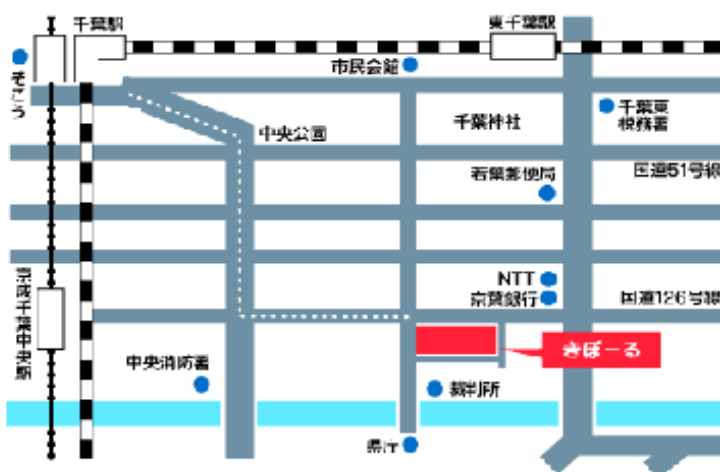 千葉駅
東千葉駅
そごう
市民会館
千葉東
税務署
中央公園
千葉神社
若葉郵便局
国道51号線
NTT
京葉銀行
国道126号線
京成千葉中央駅
きぼーる
中央消防署
裁判所
県庁